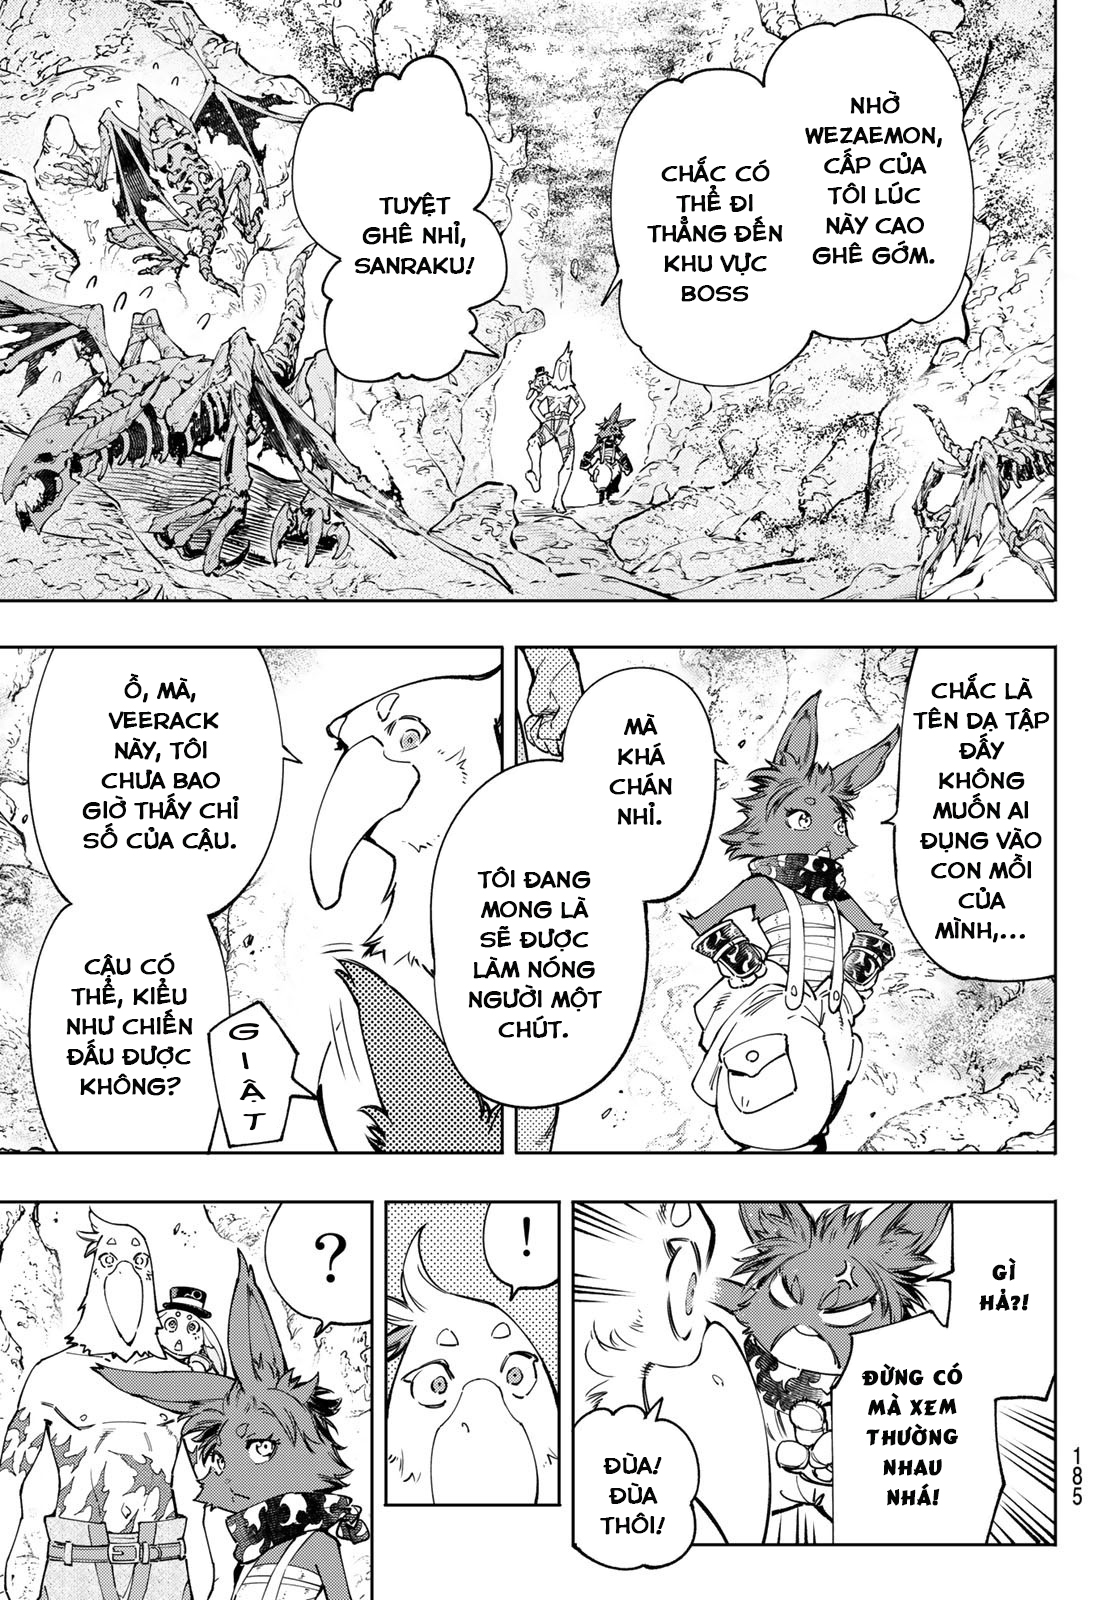 NHỜ
WEZAEMON,
CẤP CỦA
TÔI LÚC
NÀY CAO
GHÊ GỚM.
CHẮC CÓ
THỂ ĐI
THẲNG ĐẾN
KHU VỰC
BOSS
TUYỆT
GHÊ NHỈ,
SANRAKU!
CHẮC LÀ
TÊN DẠ TẬP
ĐẤY
KHÔNG
MUỐN AI
ĐỤNG VÀO
CON MỒI
CỦA
MÌNH,...
MÀ
KHÁ
CHÁN
NHỈ.
TÔI ĐANG
MONG LÀ
SẼ ĐƯỢC
LÀM NÓNG
NGƯỜI MỘT
CHÚT.
Ồ, MÀ,
VEERACK
NÀY, TÔI
CHƯA BAO
GIỜ THẤY CHỈ
SỐ CỦA CẬU.
CẬU CÓ
THỂ, KIỂU
NHƯ CHIẾN
ĐẤU ĐƯỢC
KHÔNG?
GIẬT
GÌ
HẢ?!
ĐỪNG CÓ
MÀ XEM
THƯỜNG
NHAU
NHÁ!
ĐÙA!
ĐÙA
THÔI!
!
?
185